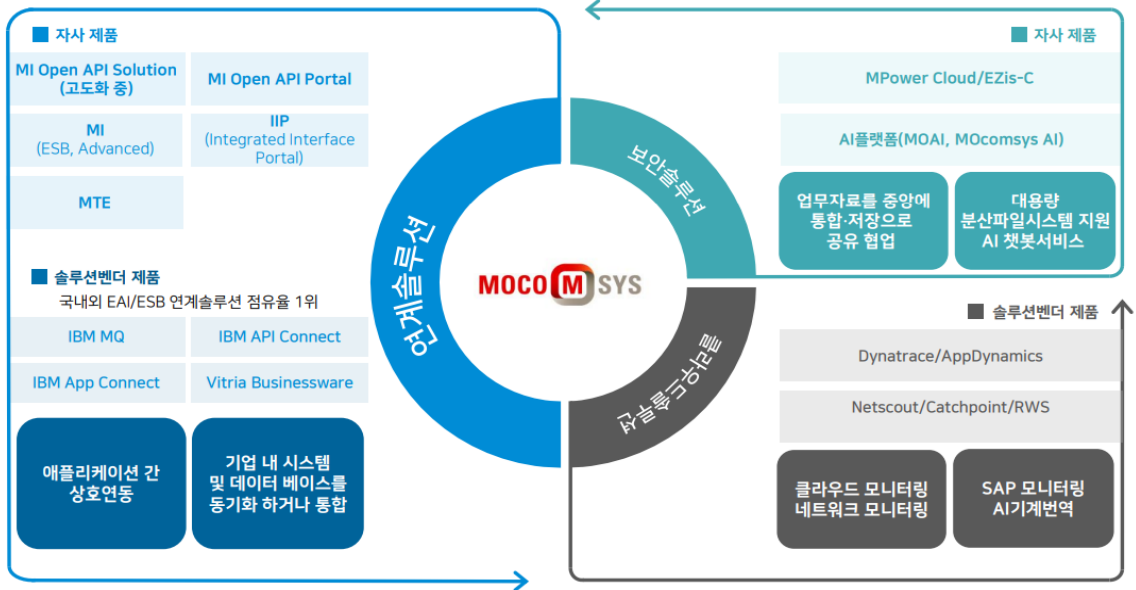 자사 제품
MI Open API Solution
(고도화 중)
MI Open API Portal
MI
(ESB, Advanced)
IIP
(Integrated Interface
Portal)
MTE
솔루션벤더 제품
국내외 EAI/ESB 연계솔루션 점유율 1위
IBM MQ
IBM API Connect
IBM App Connect
Vitria Businessware
애플리케이션 간
상호연동
기업 내 시스템
및 데이터 베이스를
동기화 하거나 통합
연계솔루션
보안솔루션
클라우드솔루션
MOCOMSYS
자사 제품
MPower Cloud/EZis-C
AI플랫폼(MOAI, MOcomsys AI)
업무자료를 중앙에
통합·저장으로
공유 협업
대용량
분산파일시스템 지원
AI 챗봇서비스
솔루션벤더 제품
Dynatrace/AppDynamics
Netscout/Catchpoint/RWS
클라우드 모니터링
네트워크 모니터링
SAP 모니터링
AI기계번역